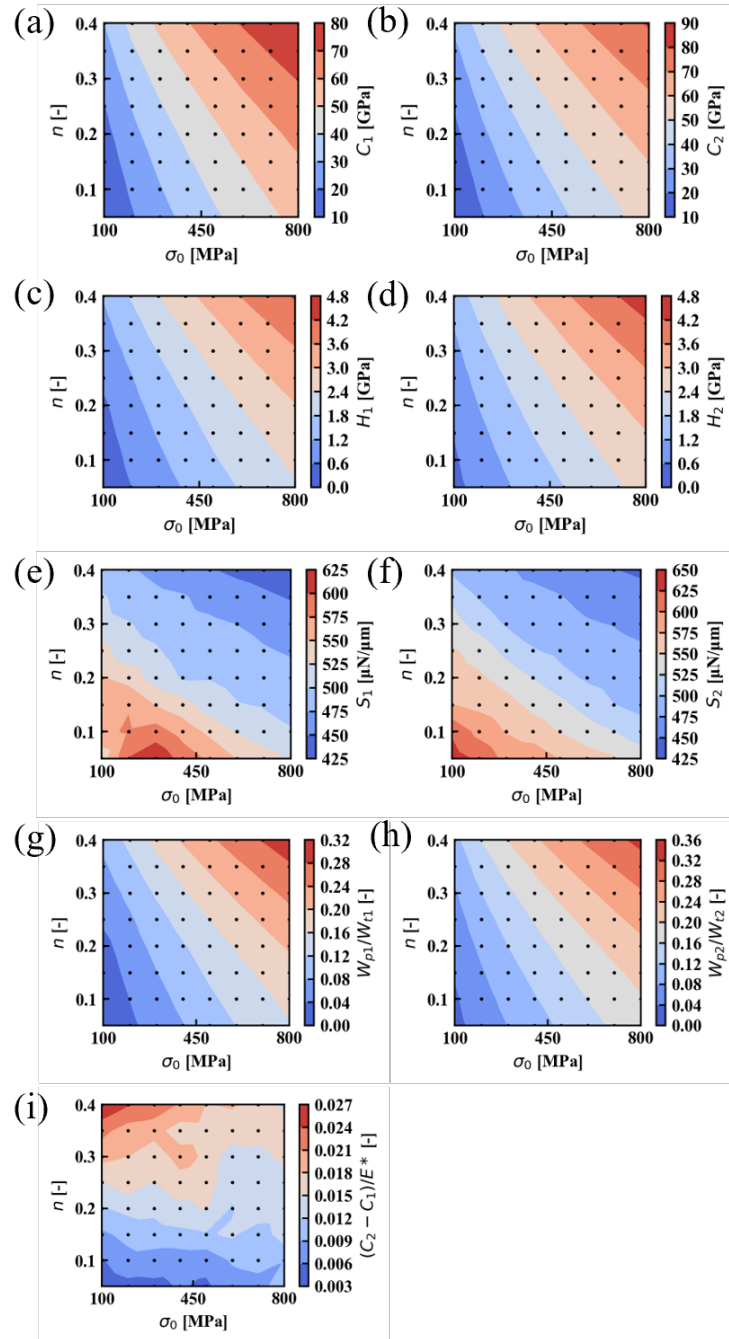 (a)
0.4
0.3
0.2
0.1
n [-]
100 450 800
σ₀ [MPa]
80
70
60
50
40
30
20
10
C₁ [GPa]
(b)
0.4
0.3
0.2
0.1
n [-]
100 450 800
σ₀ [MPa]
90
80
70
60
50
40
30
20
10
C₂ [GPa]
(c)
0.4
0.3
0.2
0.1
n [-]
100 450 800
σ₀ [MPa]
4.8
4.2
3.6
3.0
2.4
1.8
1.2
0.6
0.0
H₁ [GPa]
(d)
0.4
0.3
0.2
0.1
n [-]
100 450 800
σ₀ [MPa]
4.8
4.2
3.6
3.0
2.4
1.8
1.2
0.6
0.0
H₂ [GPa]
(e)
0.4
0.3
0.2
0.1
n [-]
100 450 800
σ₀ [MPa]
625
600
575
550
525
500
475
450
425
S₁ [μN/μm]
(f)
0.4
0.3
0.2
0.1
n [-]
100 450 800
σ₀ [MPa]
650
625
600
575
550
525
500
475
450
425
S₂ [μN/μm]
(g)
0.4
0.3
0.2
0.1
n [-]
100 450 800
σ₀ [MPa]
0.32
0.28
0.24
0.20
0.16
0.12
0.08
0.04
0.00
Wₚ₁/Wₜ₁ [-]
(h)
0.4
0.3
0.2
0.1
n [-]
100 450 800
σ₀ [MPa]
0.36
0.32
0.28
0.24
0.20
0.16
0.12
0.08
0.04
0.00
Wₚ₂/Wₜ₂ [-]
(i)
0.4
0.3
0.2
0.1
n [-]
100 450 800
σ₀ [MPa]
0.027
0.024
0.021
0.018
0.015
0.012
0.009
0.006
0.003
(C₂ − C₁)/E* [-]